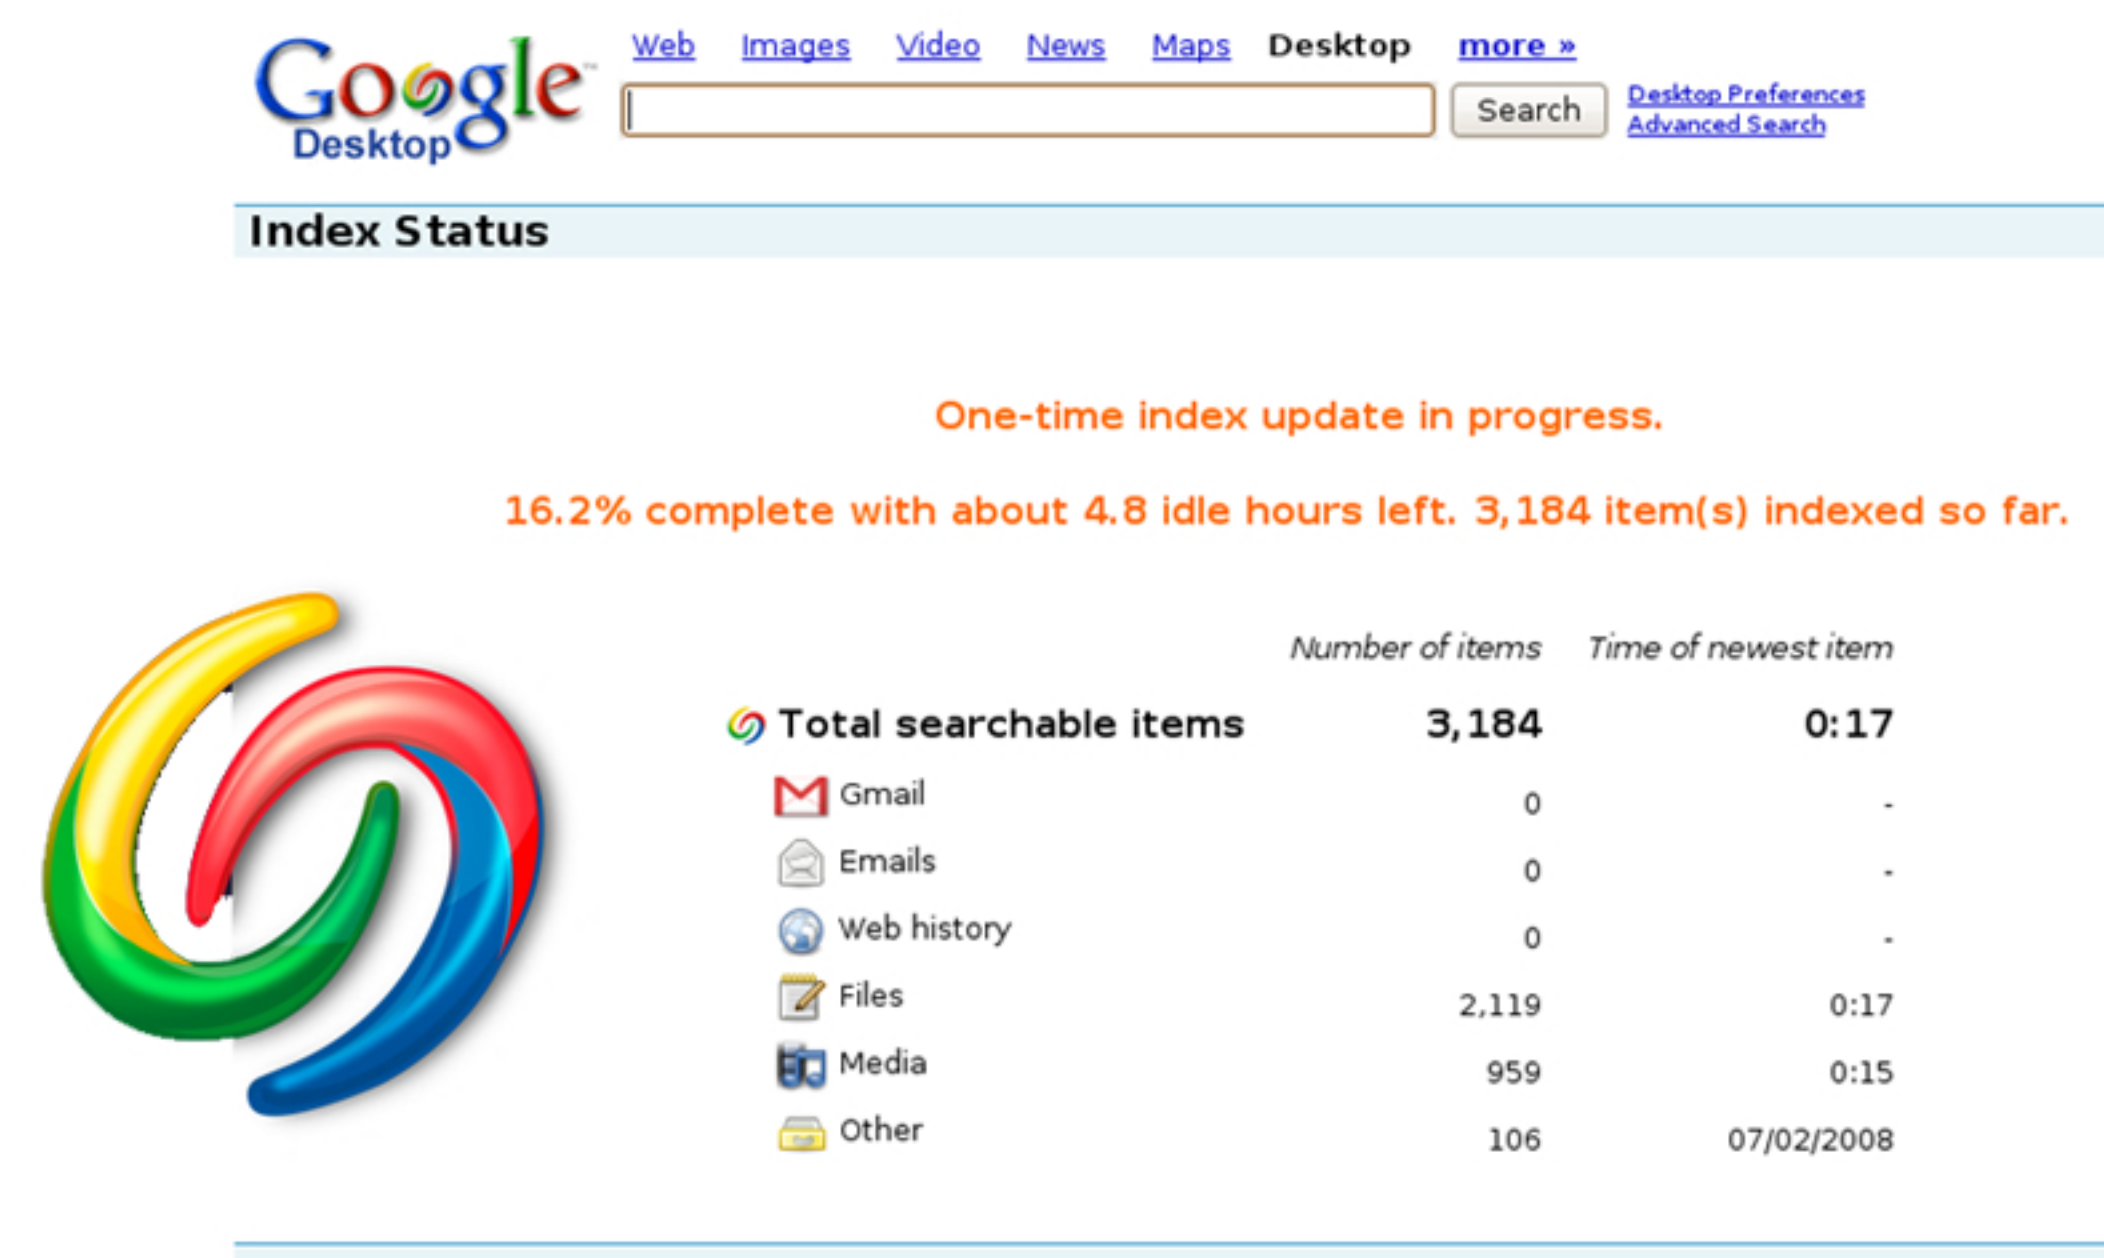 Web Images Video News Maps Desktop more »
Google™
Desktop
Search
Desktop Preferences
Advanced Search
Index Status
One-time index update in progress.
16.2% complete with about 4.8 idle hours left. 3,184 item(s) indexed so far.
Number of items Time of newest item
Total searchable items 3,184 0:17
Gmail 0 -
Emails 0 -
Web history 0 -
Files 2,119 0:17
Media 959 0:15
Other 106 07/02/2008